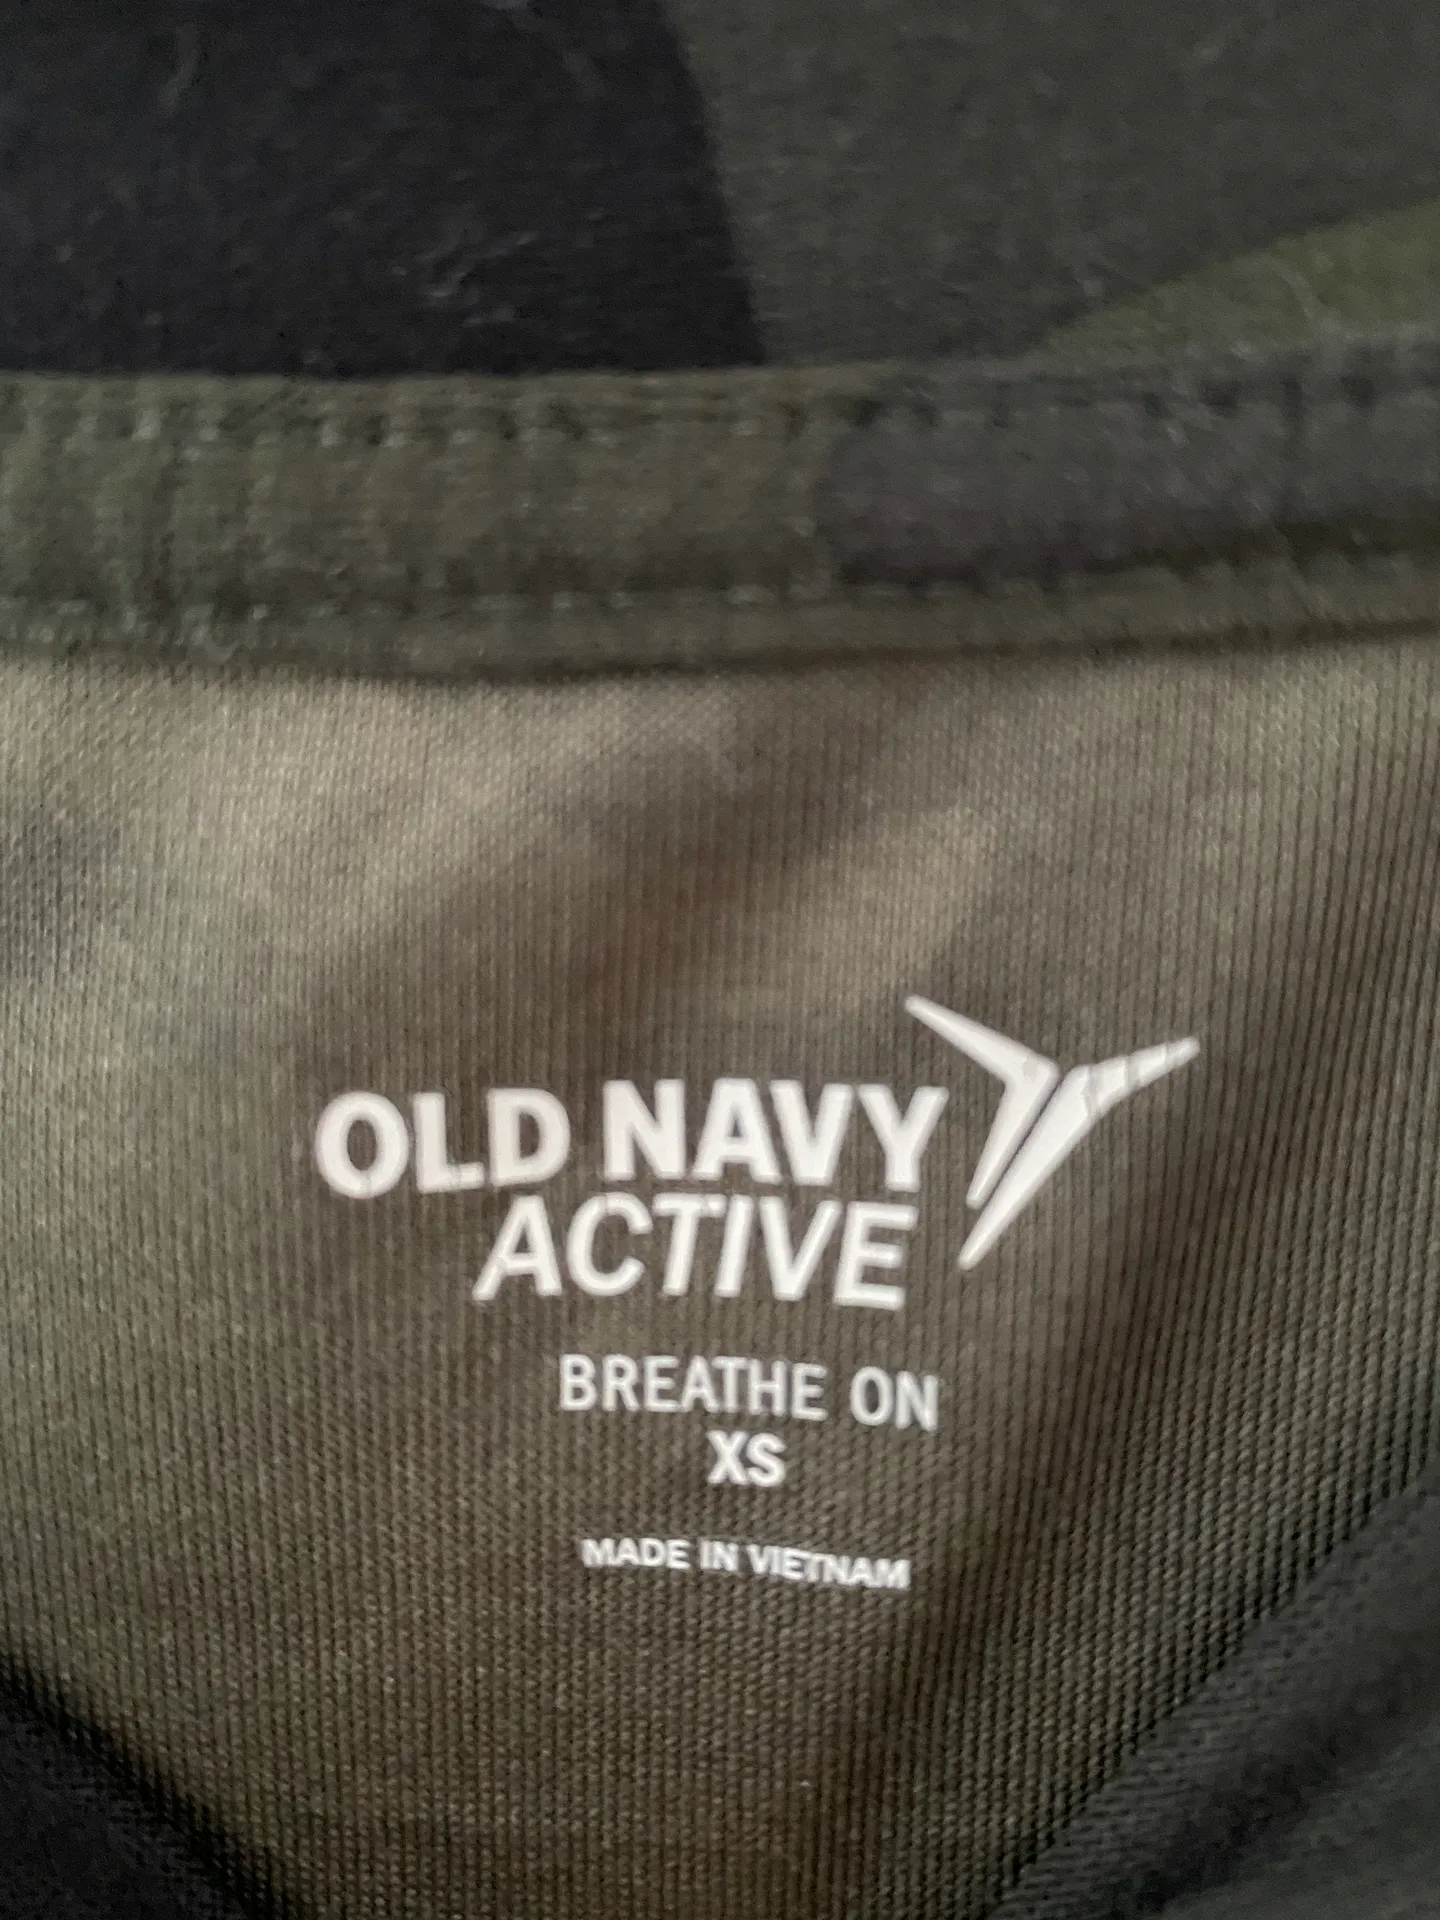 OLD NAVY
ACTIVE
BREATHE ON
XS
MADE IN VIETNAM